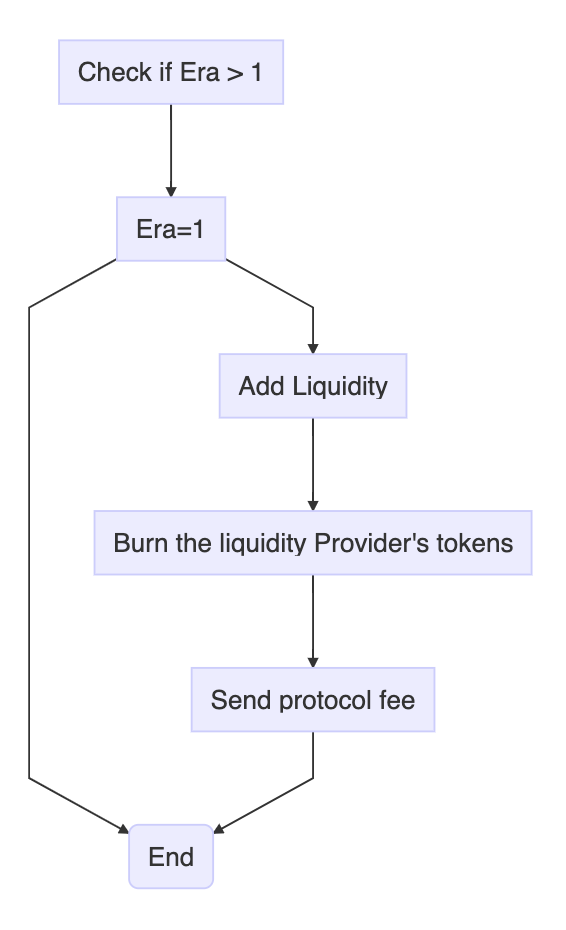 Check if Era > 1
Era=1
Add Liquidity
Burn the liquidity Provider's tokens
Send protocol fee
End